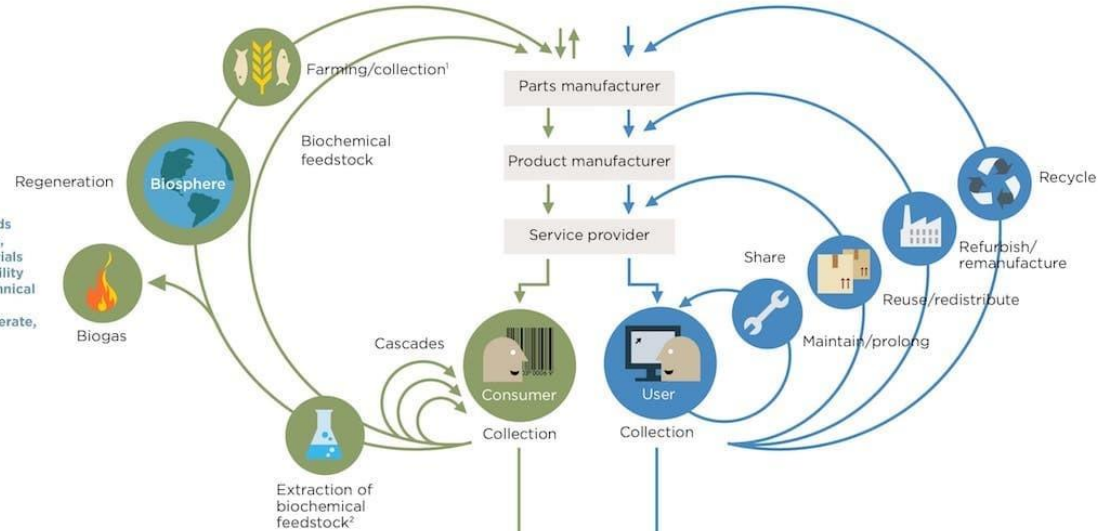 Farming/collection¹
Parts manufacturer
Biochemical
feedstock
Product manufacturer
Regeneration
Biosphere
Recycle
Service provider
Share
Refurbish/
remanufacture
Reuse/redistribute
Biogas
Cascades
Maintain/prolong
Consumer
User
Collection
Collection
Extraction of
biochemical
feedstock²